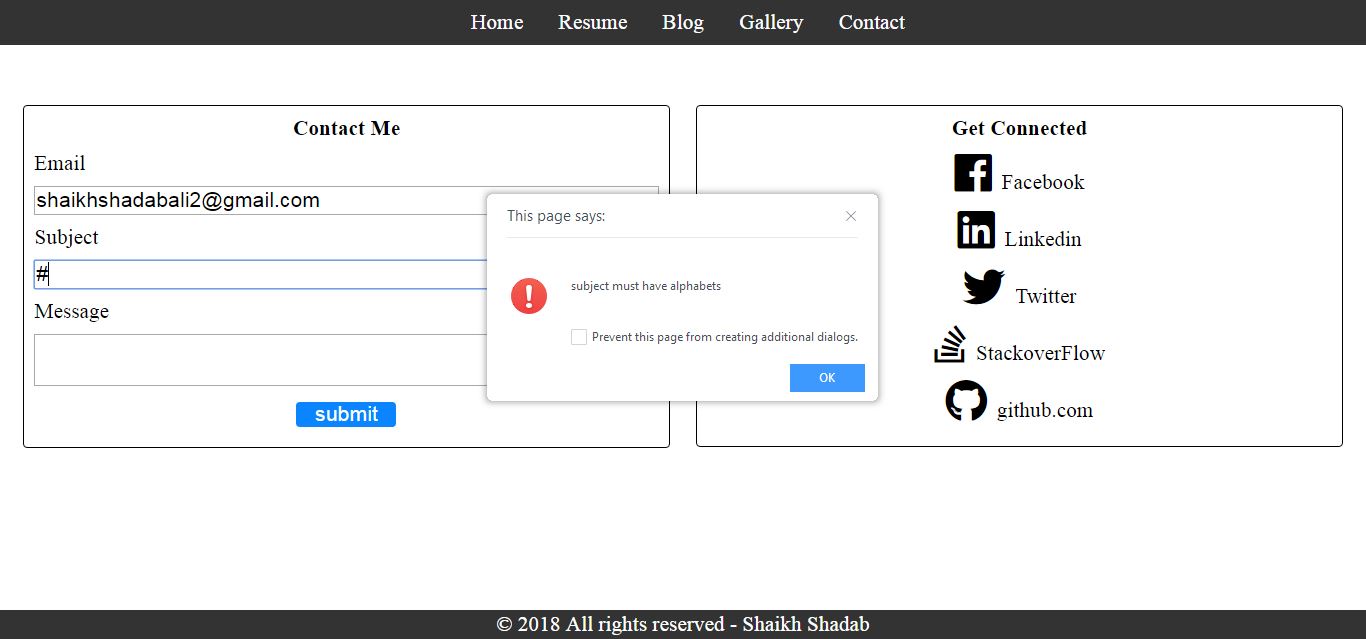 Home Resume Blog Gallery Contact
Contact Me
Email
shaikhshadabali2@gmail.com
Subject
#
Message
submit
This page says:
subject must have alphabets
Prevent this page from creating additional dialogs.
OK
Get Connected
Facebook
Linkedin
Twitter
StackoverFlow
github.com
© 2018 All rights reserved - Shaikh Shadab